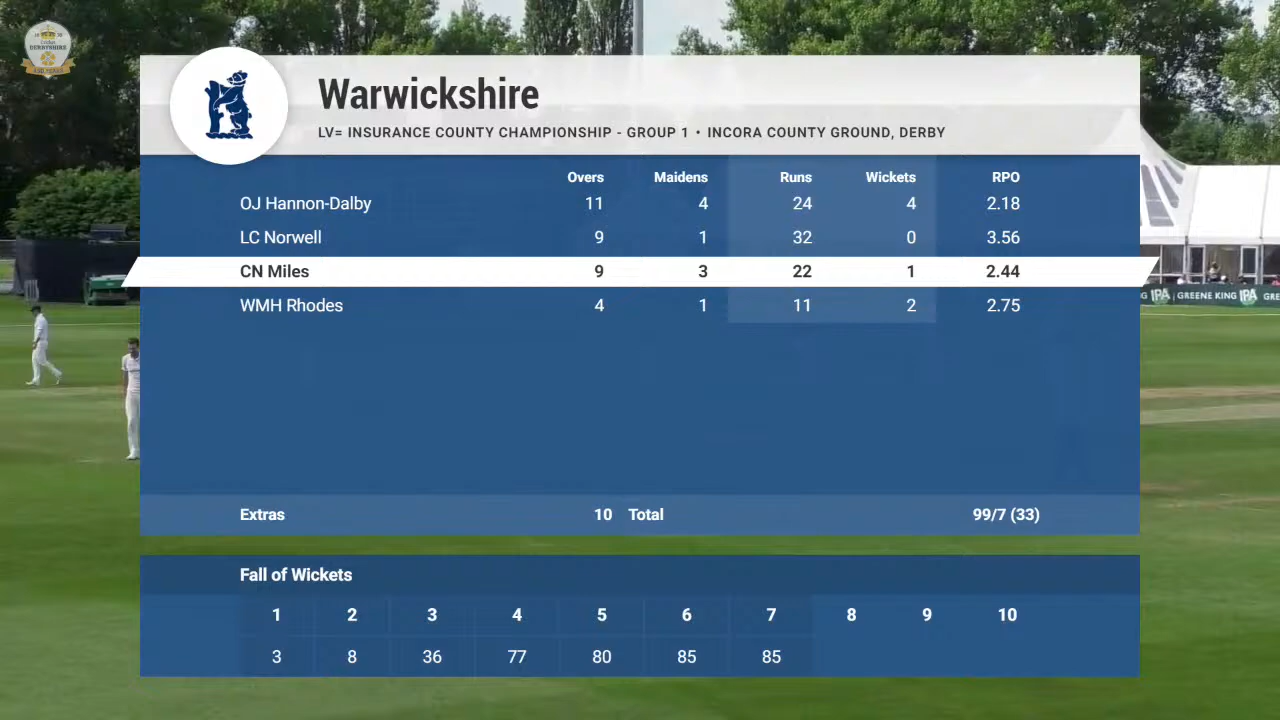 DERBYSHIRE
Warwickshire
LV= INSURANCE COUNTY CHAMPIONSHIP - GROUP 1 • INCORA COUNTY GROUND, DERBY
Overs Maidens Runs Wickets RPO
OJ Hannon-Dalby 11 4 24 4 2.18
LC Norwell 9 1 32 0 3.56
CN Miles 9 3 22 1 2.44
WMH Rhodes 4 1 11 2 2.75
G IPA GREENE KING IPA GRE
Extras 10 Total 99/7 (33)
Fall of Wickets
1 2 3 4 5 6 7 8 9 10
3 8 36 77 80 85 85